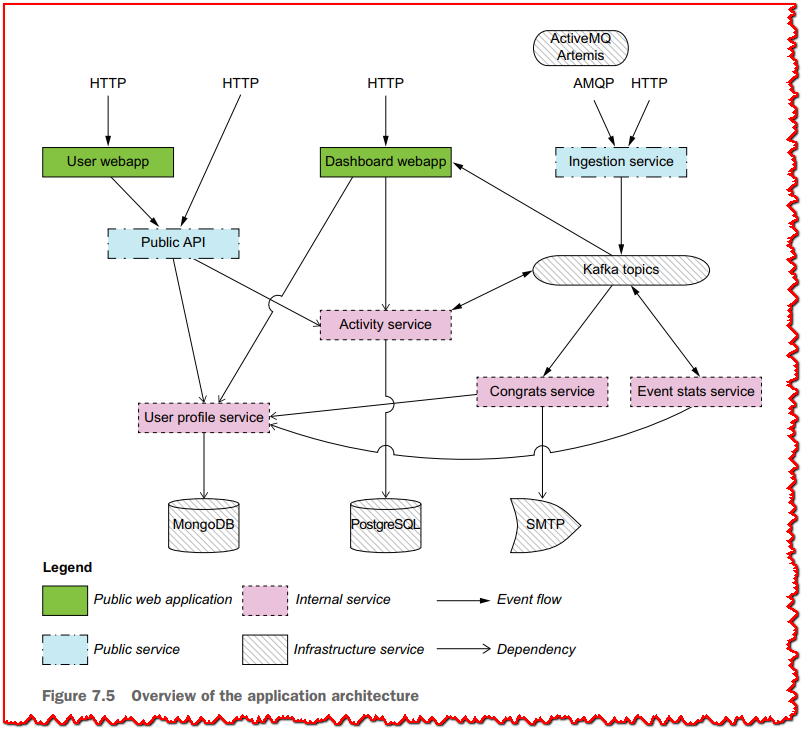 ActiveMQ
Artemis
HTTP
HTTP
HTTP
AMQP
HTTP
User webapp
Dashboard webapp
Ingestion service
Public API
Kafka topics
Activity service
Congrats service
Event stats service
User profile service
MongoDB
PostgreSQL
SMTP
Legend
Public web application
Internal service
Event flow
Public service
Infrastructure service
Dependency
Figure 7.5 Overview of the application architecture